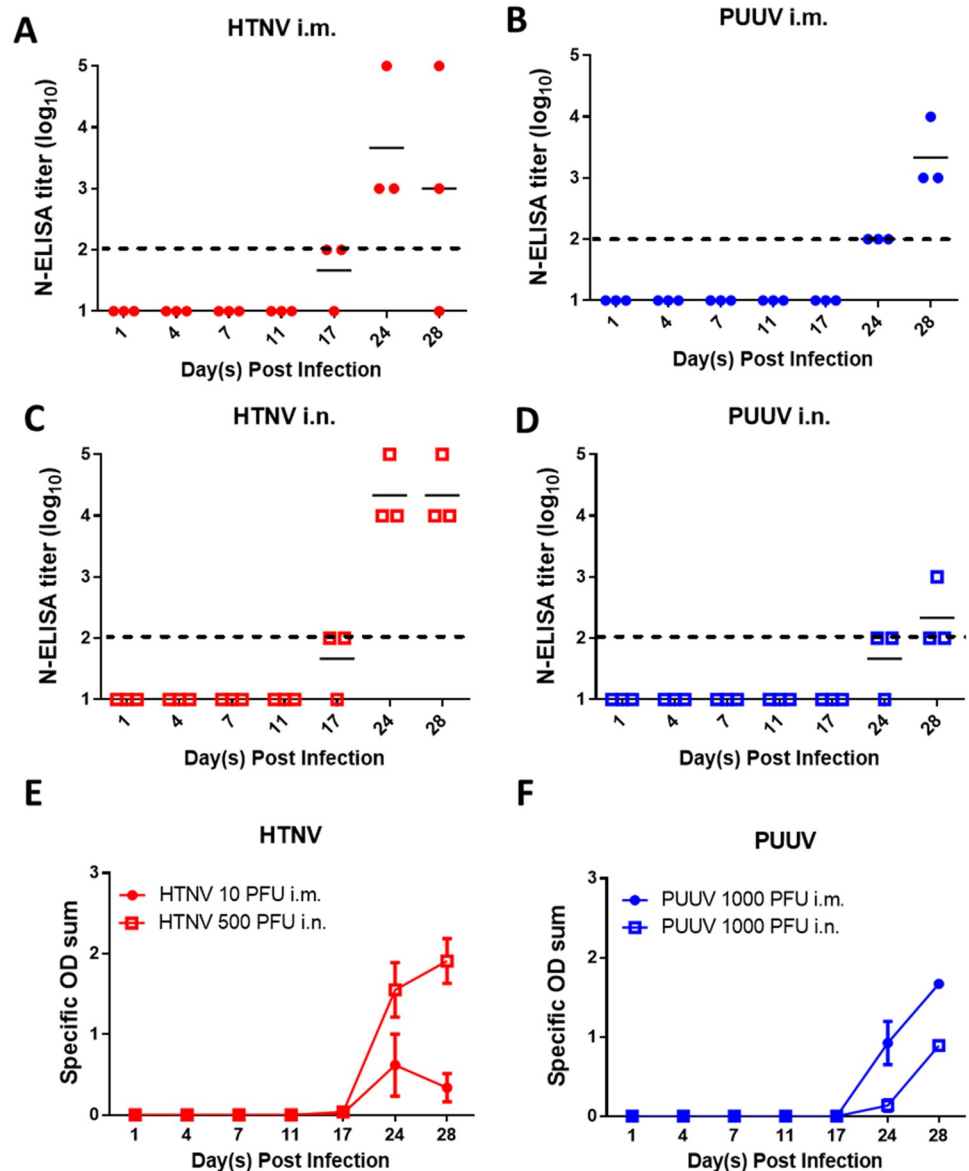 A
HTNV i.m.
N-ELISA titer (log10)
5
4
3
2
1
1 4 7 11 17 24 28
Day(s) Post Infection
B
PUUV i.m.
N-ELISA titer (log10)
5
4
3
2
1
1 4 7 11 17 24 28
Day(s) Post Infection
C
HTNV i.n.
N-ELISA titer (log10)
5
4
3
2
1
1 4 7 11 17 24 28
Day(s) Post Infection
D
PUUV i.n.
N-ELISA titer (log10)
5
4
3
2
1
1 4 7 11 17 24 28
Day(s) Post Infection
E
HTNV
HTNV 10 PFU i.m.
HTNV 500 PFU i.n.
Specific OD sum
3
2
1
0
1 4 7 11 17 24 28
Day(s) Post Infection
F
PUUV
PUUV 1000 PFU i.m.
PUUV 1000 PFU i.n.
Specific OD sum
3
2
1
0
1 4 7 11 17 24 28
Day(s) Post Infection